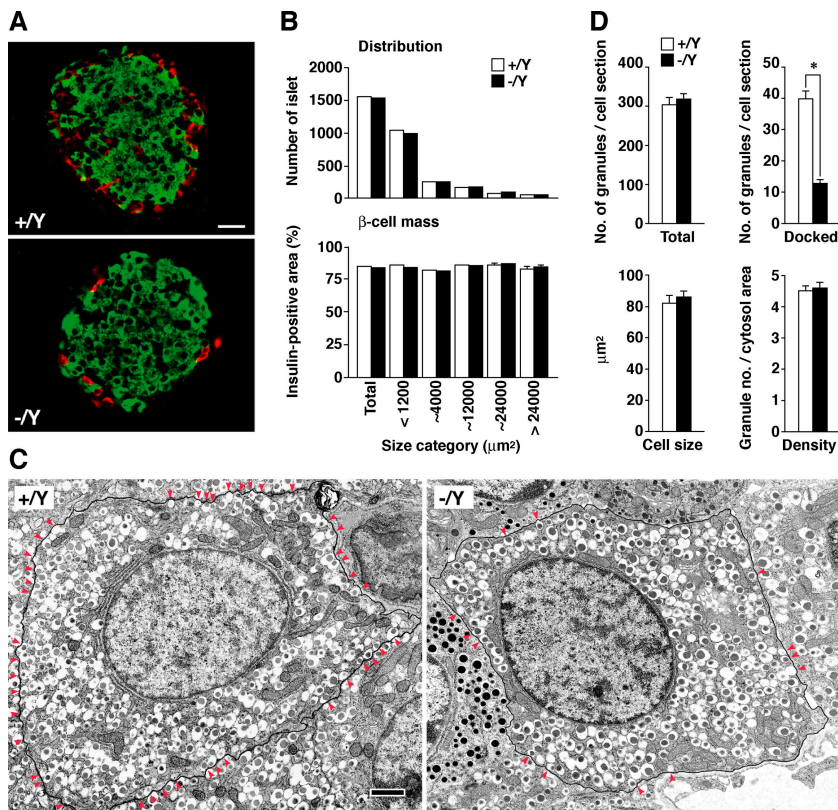 A
+/Y
-/Y
B
Distribution
+/Y
-/Y
Number of islet
1500
1000
500
0
β-cell mass
Insulin-positive area (%)
100
75
50
25
0
Total
< 1200
~4000
~12000
~24000
> 24000
Size category (μm²)
D
+/Y
-/Y
No. of granules / cell section
400
300
200
100
0
Total
No. of granules / cell section
50
40
30
20
10
0
*
Docked
μm²
100
80
60
40
20
0
Cell size
Granule no. / cytosol area
5
4
3
2
1
0
Density
C
+/Y
-/Y